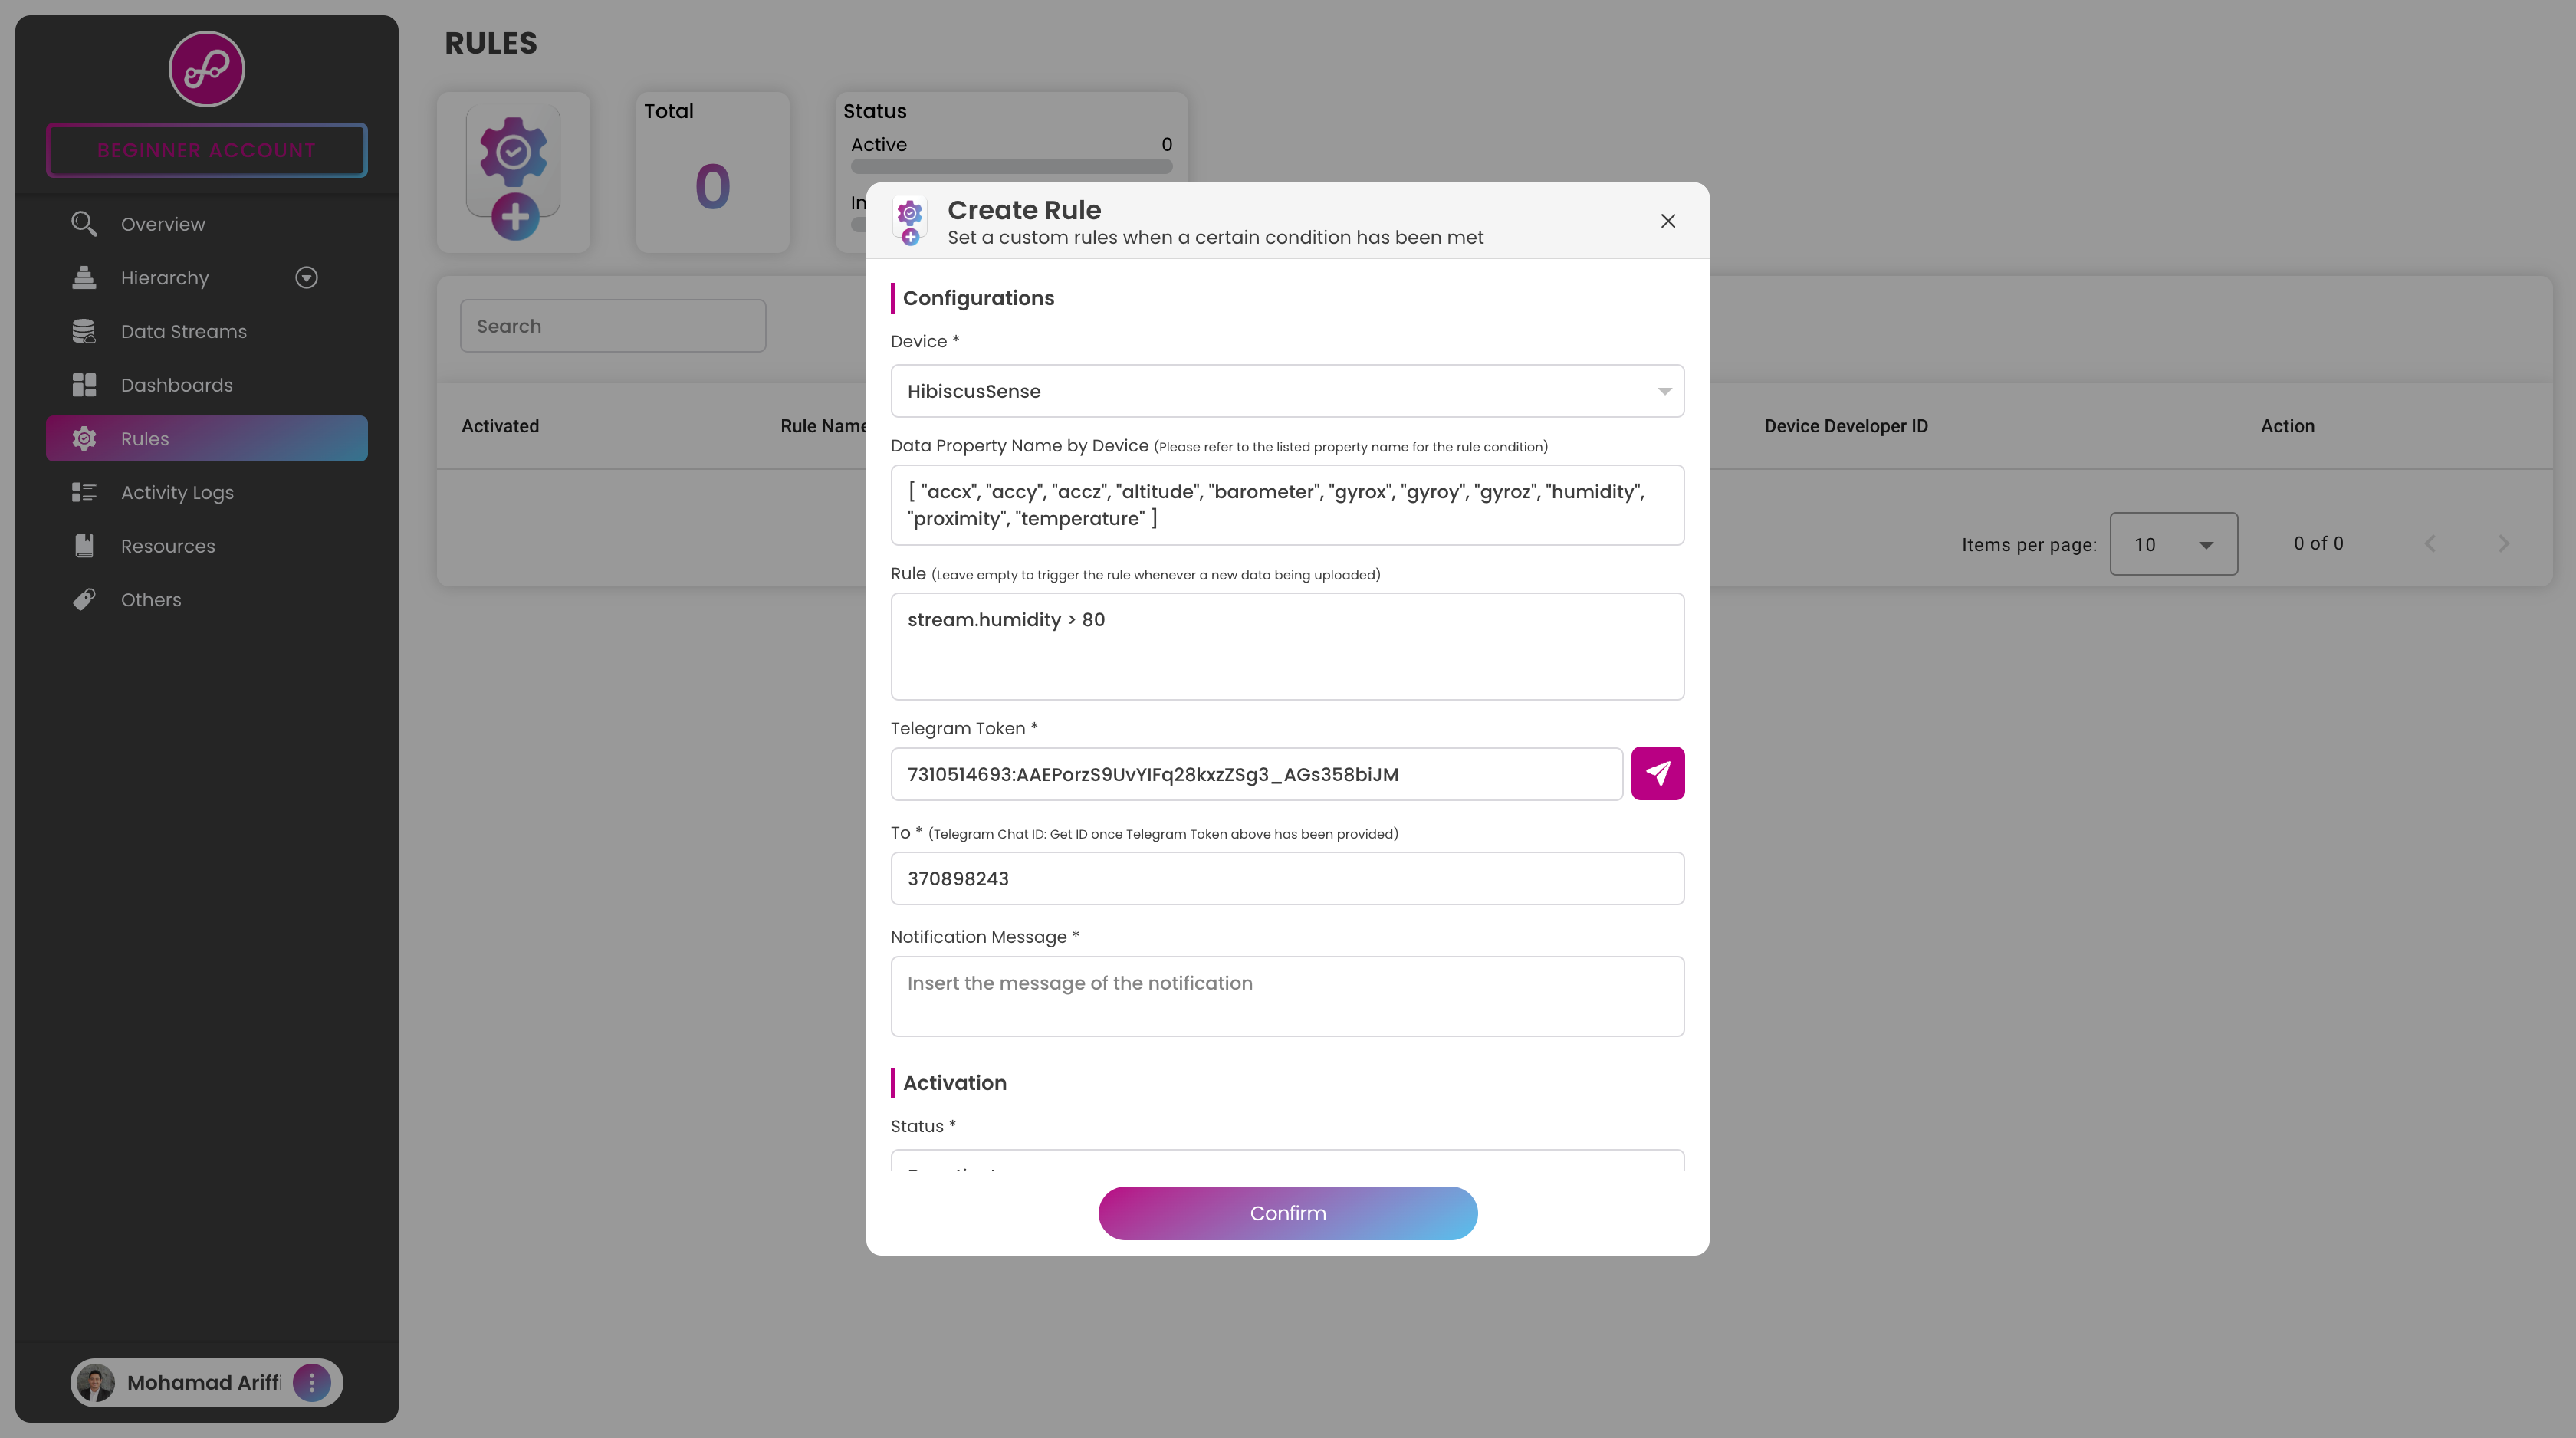 BEGINNER ACCOUNT
Overview
Hierarchy
Data Streams
Dashboards
Rules
Activity Logs
Resources
Others
Mohamad Ariff
RULES
Total
0
Status
Active 0
In
Search
Activated Rule Name Device Developer ID Action
Items per page: 10 0 of 0
Create Rule
Set a custom rules when a certain condition has been met
Configurations
Device *
HibiscusSense
Data Property Name by Device (Please refer to the listed property name for the rule condition)
[ "accx", "accy", "accz", "altitude", "barometer", "gyrox", "gyroy", "gyroz", "humidity",
"proximity", "temperature" ]
Rule (Leave empty to trigger the rule whenever a new data being uploaded)
stream.humidity > 80
Telegram Token *
7310514693:AAEPorzS9UvYIFq28kxzZSg3_AGs358biJM
To * (Telegram Chat ID: Get ID once Telegram Token above has been provided)
370898243
Notification Message *
Insert the message of the notification
Activation
Status *
Confirm